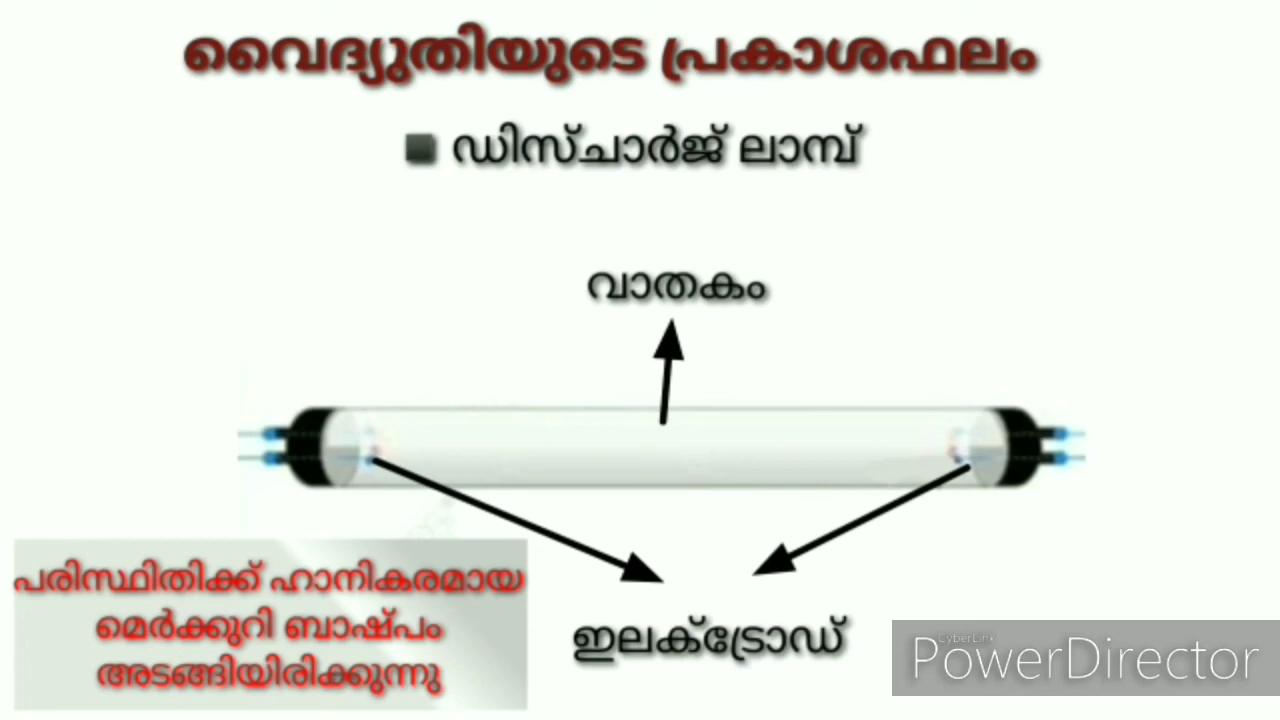 വൈദ്യുതിയുടെ പ്രകാശഫലം
ഡിസ്ചാർജ് ലാമ്പ്
വാതകം
ഇലക്ട്രോഡ്
പരിസ്ഥിതിക്ക് ഹാനികരമായ
മെർക്കുറി ബാഷ്പം
അടങ്ങിയിരിക്കുന്നു
CyberLink
PowerDirector